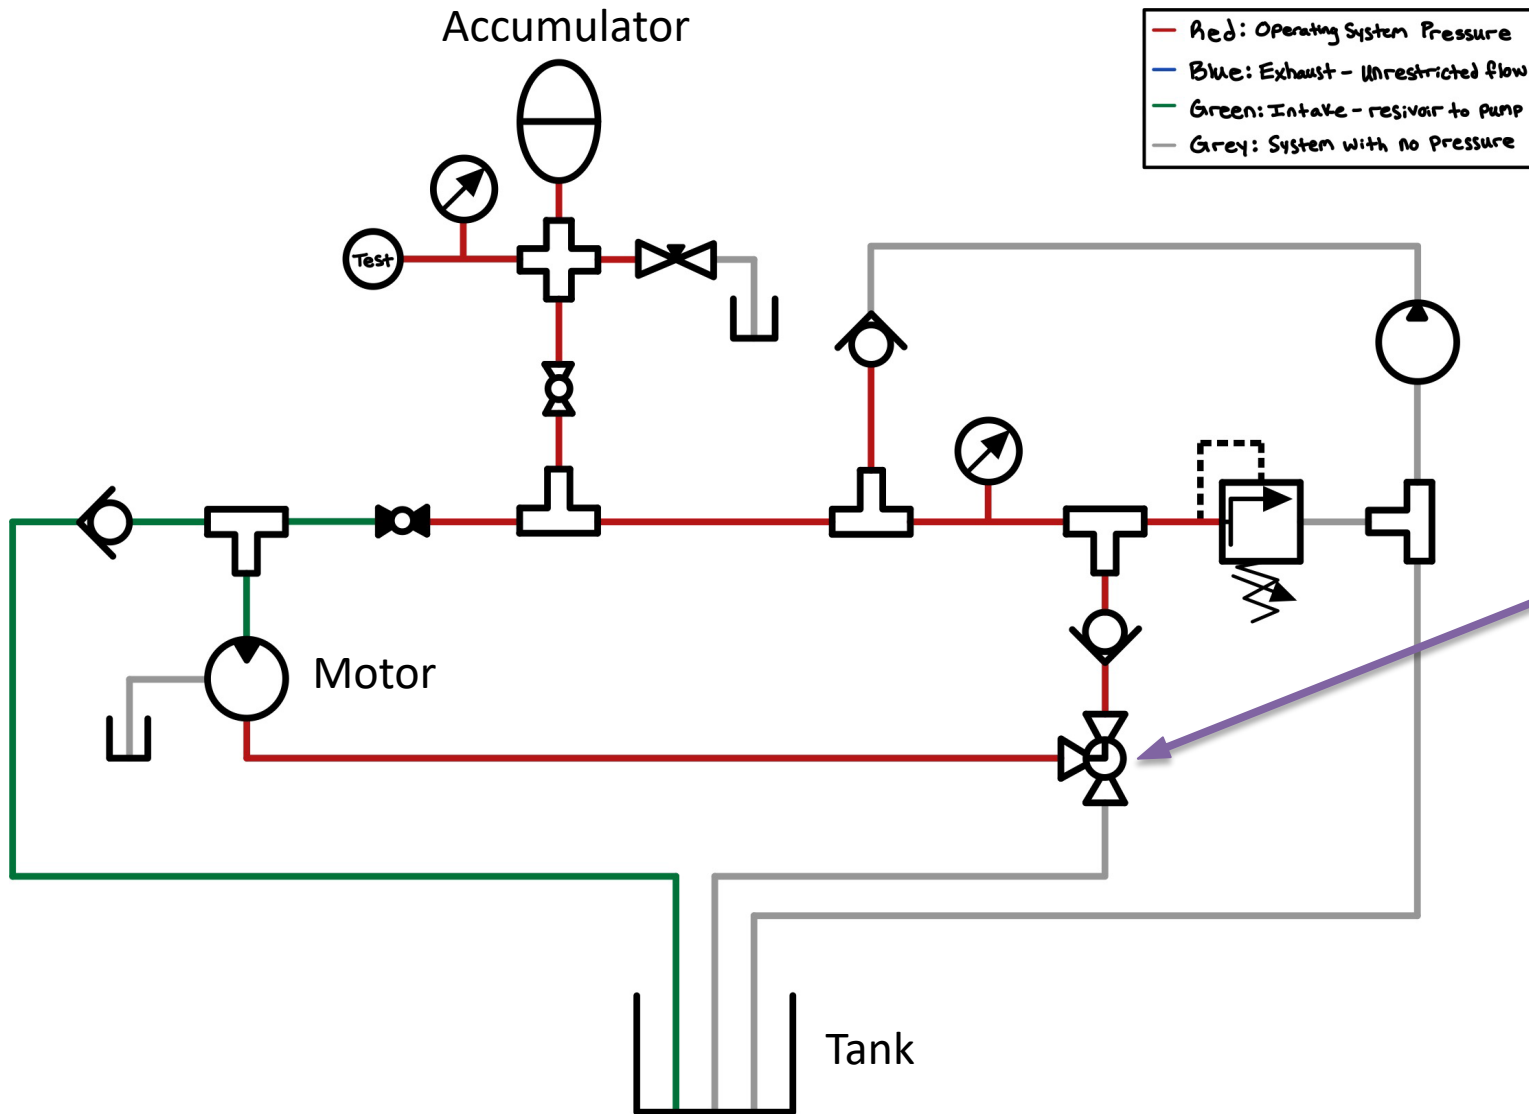 Accumulator
Red: Operating System Pressure
Blue: Exhaust - Unrestricted flow
Green: Intake - resivoir to pump
Grey: System with no Pressure
Test
Motor
Tank